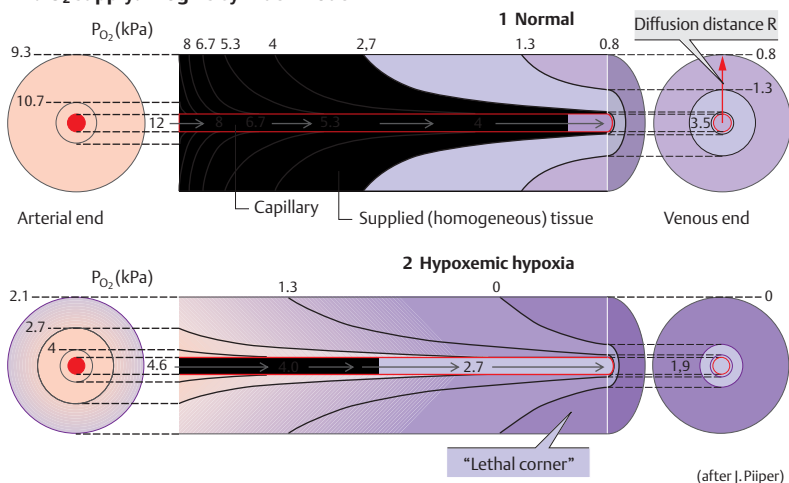 P O2 (kPa)
1 Normal
Diffusion distance R
8 6.7 5.3 4 2,7 1.3 0.8
9.3
0.8
10.7
1.3
12 8 6.7 5.3 4 3.5
Capillary
Arterial end
Supplied (homogeneous) tissue
Venous end
2 Hypoxemic hypoxia
P O2 (kPa)
1.3 0
2.1
0
2.7
4
4.6 4.0 2.7 1,9
"Lethal corner"
(after J. Piiper)